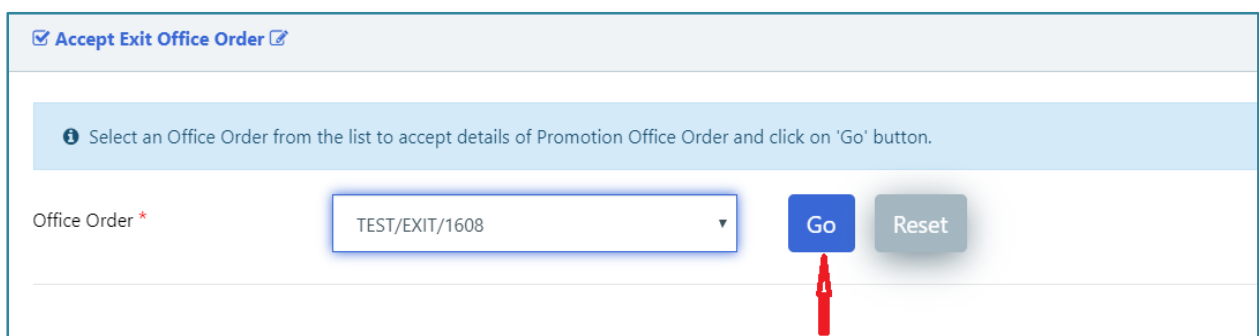 Accept Exit Office Order
Select an Office Order from the list to accept details of Promotion Office Order and click on 'Go' button.
Office Order * TEST/EXIT/1608 Go Reset